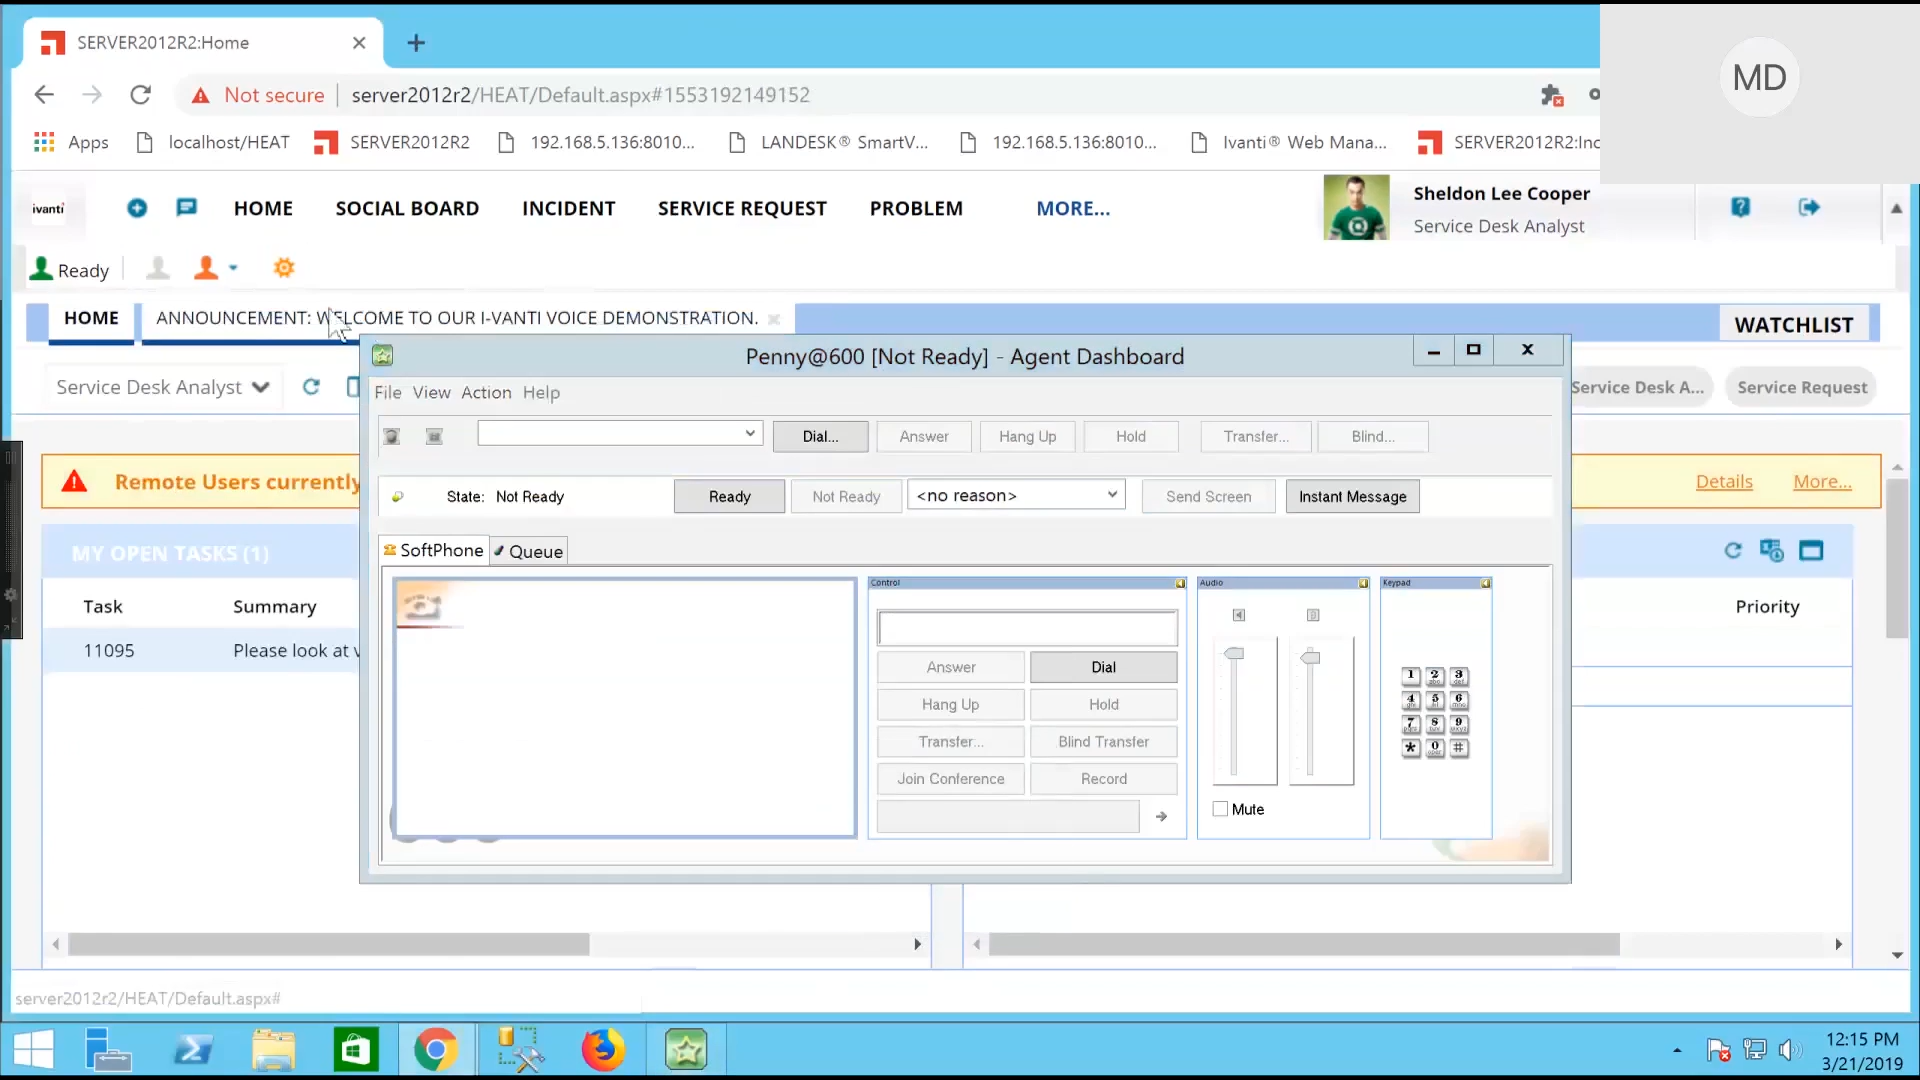 SERVER2012R2:Home
MD
Not secure server2012r2/HEAT/Default.aspx#1553192149152
Apps localhost/HEAT SERVER2012R2 192.168.5.136:8010... LANDESK® SmartV... 192.168.5.136:8010... Ivanti® Web Mana... SERVER2012R2:Inc
ivanti HOME SOCIAL BOARD INCIDENT SERVICE REQUEST PROBLEM MORE...
Sheldon Lee Cooper
Service Desk Analyst
Ready
HOME ANNOUNCEMENT: WELCOME TO OUR I-VANTI VOICE DEMONSTRATION. WATCHLIST
Penny@600 [Not Ready] - Agent Dashboard
Service Desk Analyst Service Desk A... Service Request
File View Action Help
Dial... Answer Hang Up Hold Transfer... Blind...
Remote Users currently Details More...
State: Not Ready Ready Not Ready <no reason> Send Screen Instant Message
MY OPEN TASKS (1)
SoftPhone Queue
Control Audio Keypad
Task Summary Priority
11095 Please look at v
Answer Dial
Hang Up Hold
Transfer... Blind Transfer
Join Conference Record
Mute
1 2 3
4 5 6
7 8 9
* 0 #
server2012r2/HEAT/Default.aspx#
12:15 PM
3/21/2019